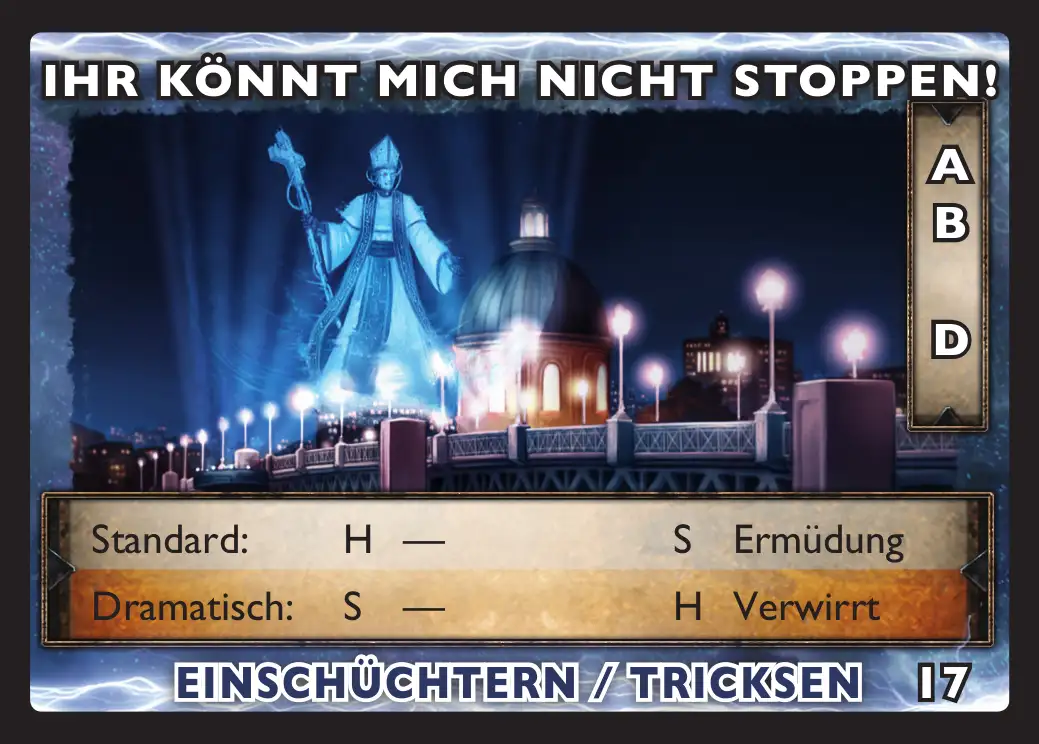 IHR KÖNNT MICH NICHT STOPPEN!
A
B
D
Standard: H — S Ermüdung
Dramatisch: S — H Verwirrt
EINSCHÜCHTERN / TRICKSEN 17